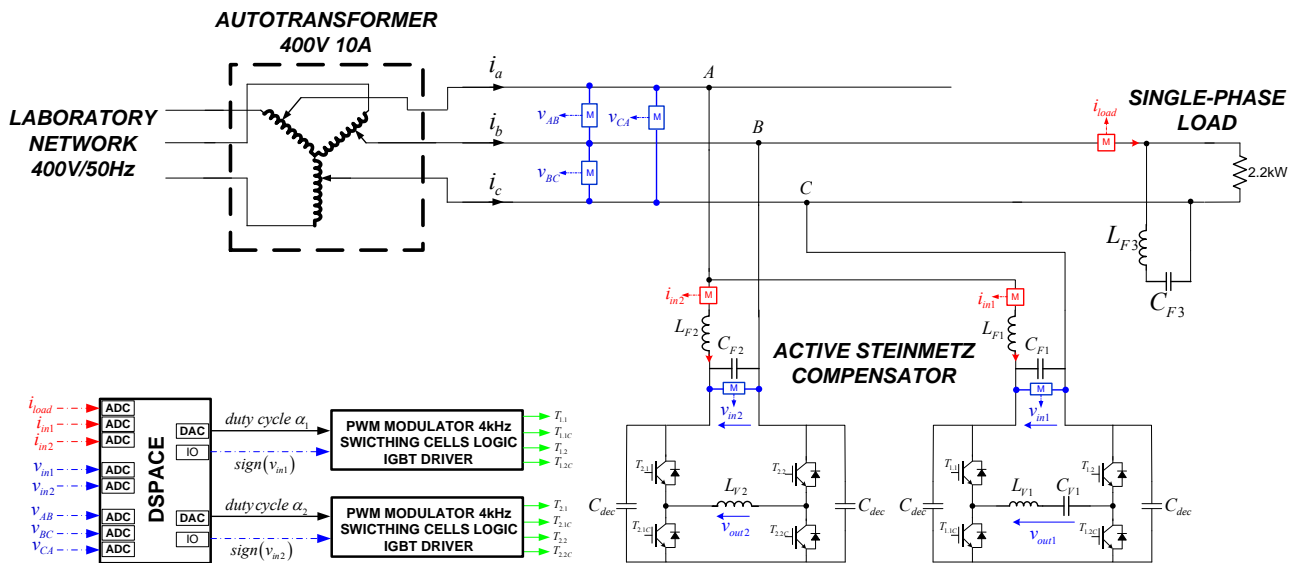 AUTOTRANSFORMER
400V 10A
LABORATORY
NETWORK
400V/50Hz
i_a
i_b
i_c
v_AB
M
v_CA
M
v_BC
M
A
B
C
i_load
M
SINGLE-PHASE
LOAD
2.2kW
L_F3
C_F3
i_in2
M
L_F2
C_F2
M
v_in2
i_in1
M
L_F1
C_F1
M
v_in1
ACTIVE STEINMETZ
COMPENSATOR
C_dec
T_2.1
T_2.2
L_V2
v_out2
T_2.1C
T_2.2C
C_dec
C_dec
T_1.1
T_1.2
L_V1
C_V1
v_out1
T_1.1C
T_1.2C
C_dec
i_load
ADC
i_in1
ADC
i_in2
ADC
v_in1
ADC
v_in2
ADC
v_AB
ADC
v_BC
ADC
v_CA
ADC
DSPACE
DAC
IO
DAC
IO
duty cycle α_1
sign(v_in1)
duty cycle α_2
sign(v_in2)
PWM MODULATOR 4kHz
SWICTHING CELLS LOGIC
IGBT DRIVER
T_1.1
T_1.1C
T_1.2
T_1.2C
PWM MODULATOR 4kHz
SWICTHING CELLS LOGIC
IGBT DRIVER
T_2.1
T_2.1C
T_2.2
T_2.2C